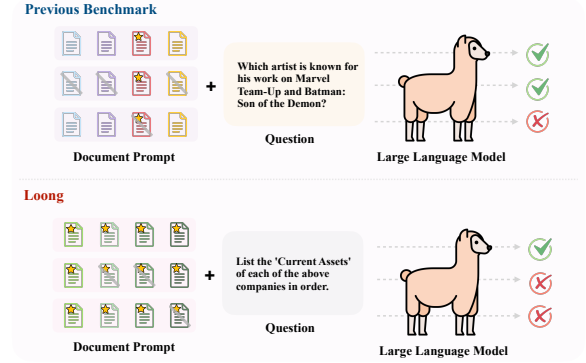 Previous Benchmark
+
Which artist is known for
his work on Marvel
Team-Up and Batman:
Son of the Demon?
Document Prompt
Question
Large Language Model
Loong
+
List the 'Current Assets'
of each of the above
companies in order.
Document Prompt
Question
Large Language Model